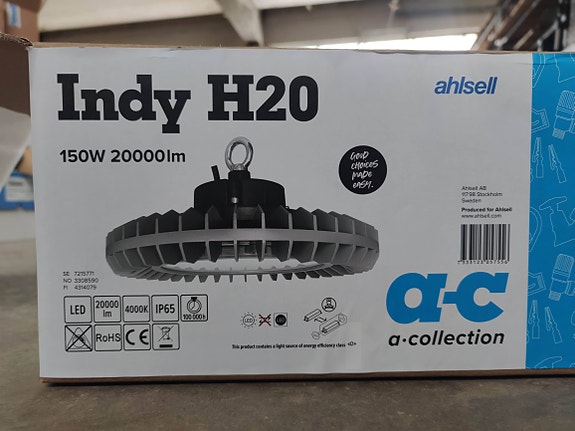 Indy H20
150W 20000lm
ahlsell
GOOD
CHOICES
MADE
EASY.
Ahlsell AB
117 98 Stockholm
Sweden
Produced for Ahlsell
www.ahlsell.com
SE 7215771
NO 3308590
FI 4314079
LED
20000
lm
4000K
IP65
100 000 h
RoHS
CE
This product contains a light source of energy efficiency class
a-c
a·collection